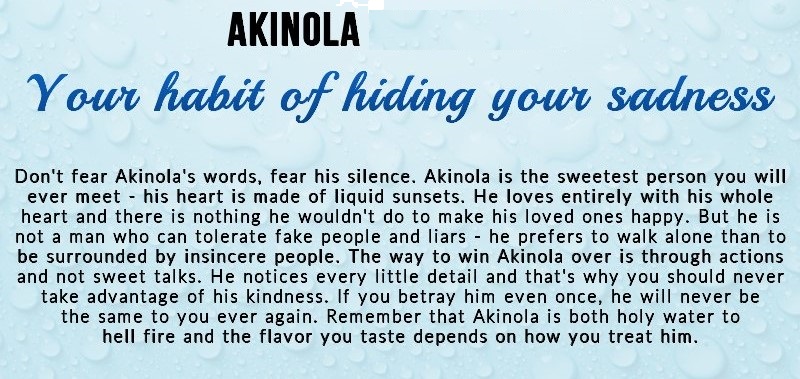 AKINOLA
Your habit of hiding your sadness
Don't fear Akinola's words, fear his silence. Akinola is the sweetest person you will
ever meet - his heart is made of liquid sunsets. He loves entirely with his whole
heart and there is nothing he wouldn't do to make his loved ones happy. But he is
not a man who can tolerate fake people and liars - he prefers to walk alone than to
be surrounded by insincere people. The way to win Akinola over is through actions
and not sweet talks. He notices every little detail and that's why you should never
take advantage of his kindness. If you betray him even once, he will never be
the same to you ever again. Remember that Akinola is both holy water to
hell fire and the flavor you taste depends on how you treat him.